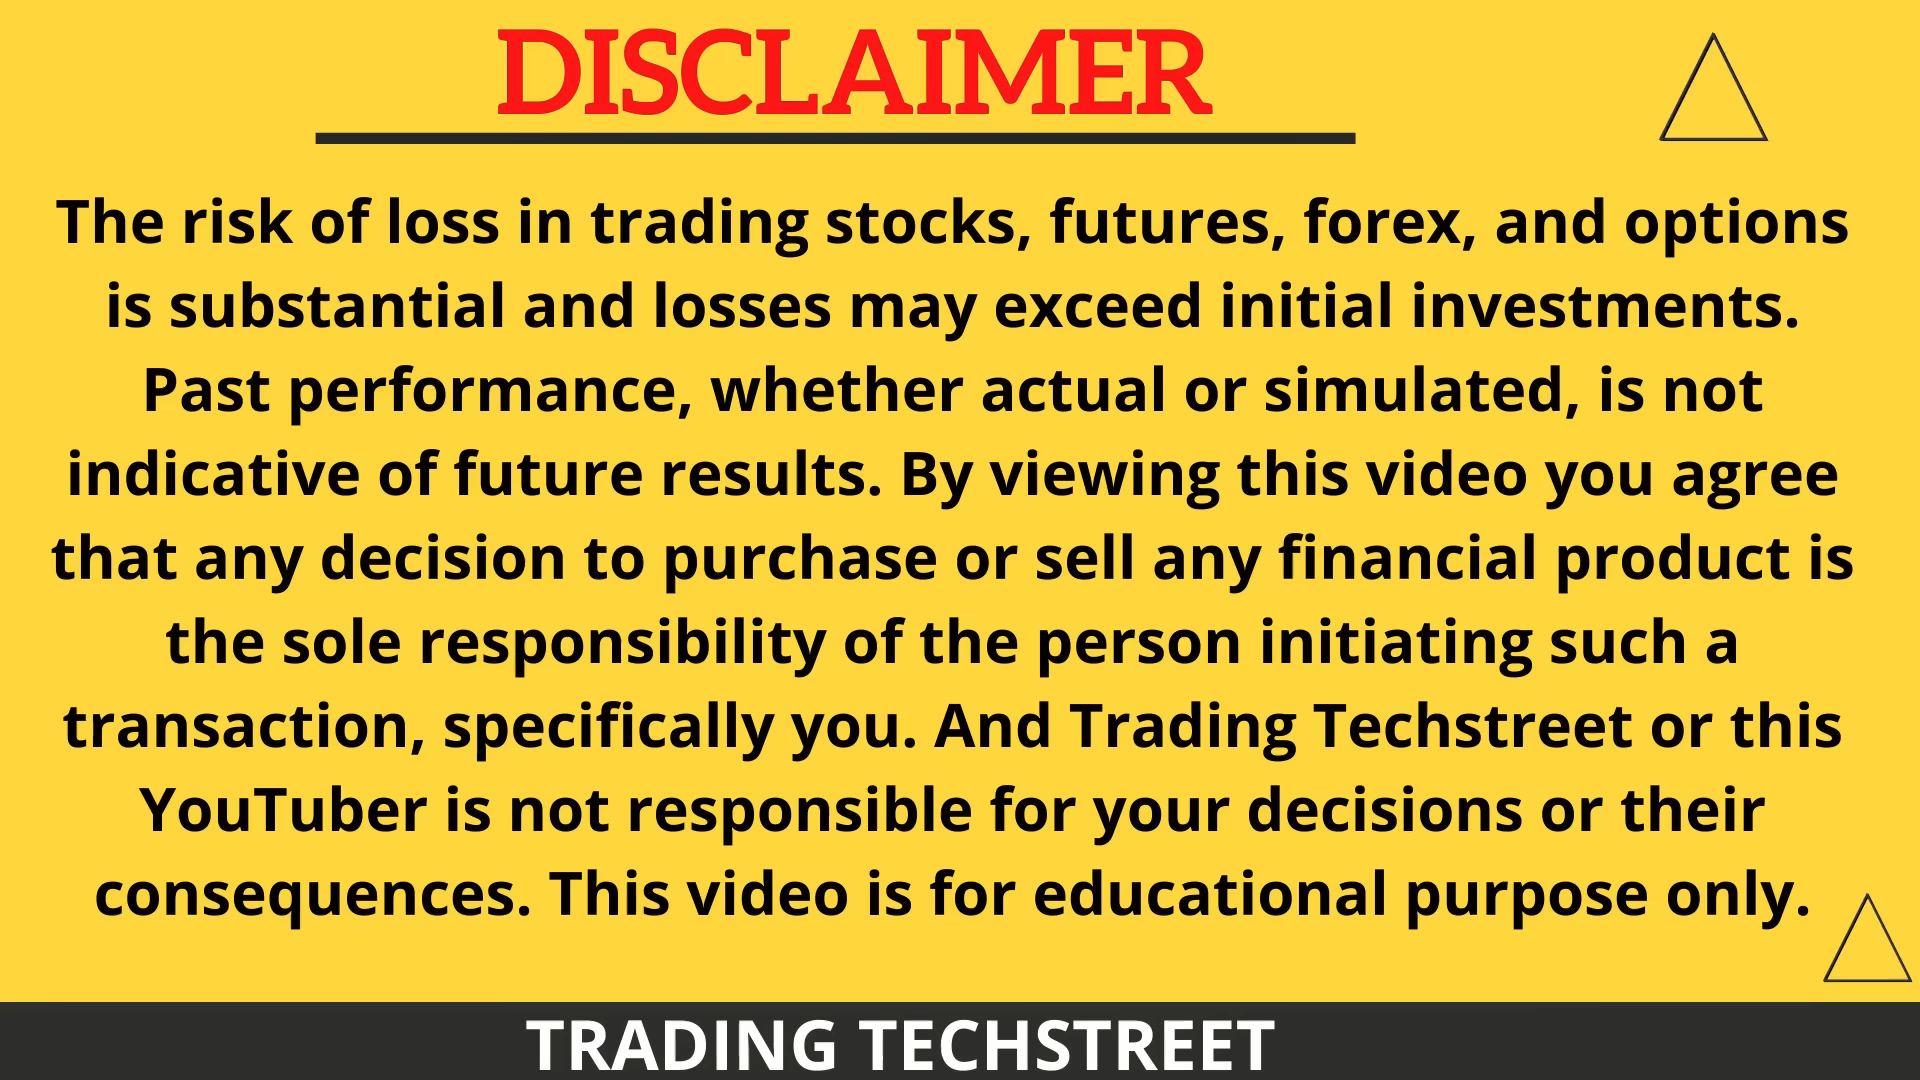 DISCLAIMER
The risk of loss in trading stocks, futures, forex, and options
is substantial and losses may exceed initial investments.
Past performance, whether actual or simulated, is not
indicative of future results. By viewing this video you agree
that any decision to purchase or sell any financial product is
the sole responsibility of the person initiating such a
transaction, specifically you. And Trading Techstreet or this
YouTuber is not responsible for your decisions or their
consequences. This video is for educational purpose only.
TRADING TECHSTREET